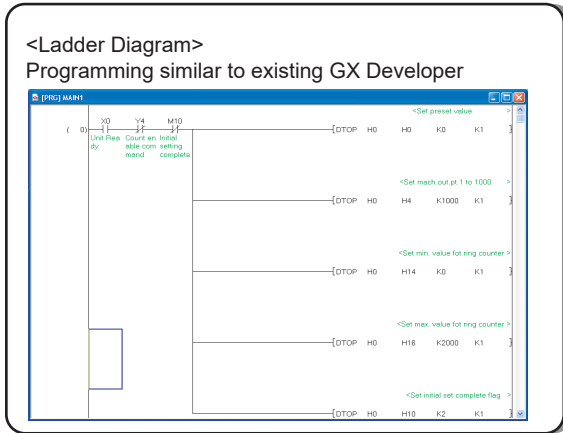 <Ladder Diagram>
Programming similar to existing GX Developer
[PRG] MAIN1
<Set preset value >
X0 Y4 M10
( 0) [DTOP H0 H0 K0 K1 ]
Unit Rea Count en Initial
dy able com setting
mand complete
<Set mach.out pt.1 to 1000 >
[DTOP H0 H4 K1000 K1 ]
<Set min. value fot ring counter >
[DTOP H0 H14 K0 K1 ]
<Set max. value fot ring counter >
[DTOP H0 H16 K2000 K1 ]
<Set initial set complete flag >
[DTOP H0 H10 K2 K1 ]